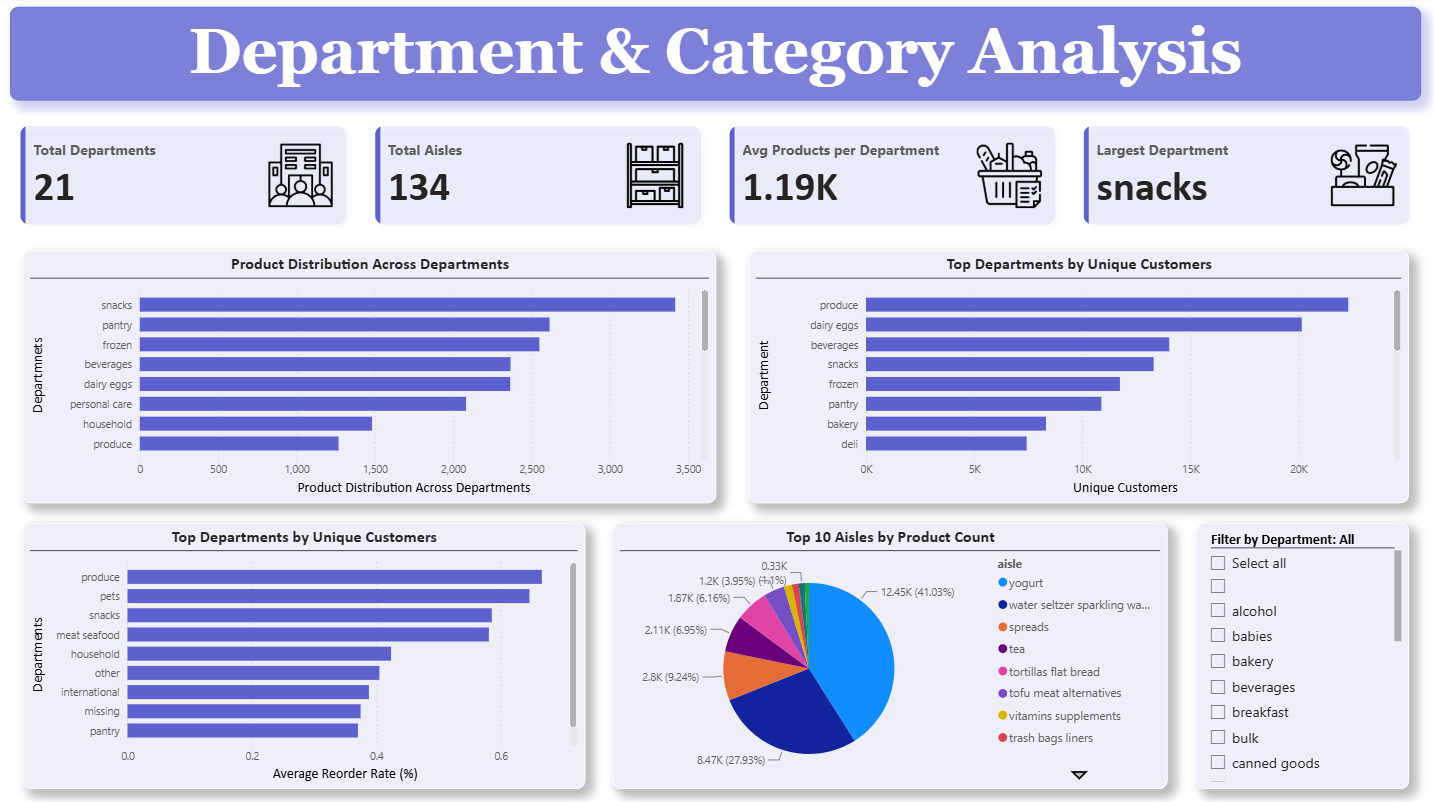 Department & Category Analysis
Total Departments
21
Total Aisles
134
Avg Products per Department
1.19K
Largest Department
snacks
Product Distribution Across Departments
Departmnets
snacks
pantry
frozen
beverages
dairy eggs
personal care
household
produce
0 500 1,000 1,500 2,000 2,500 3,000 3,500
Product Distribution Across Departments
Top Departments by Unique Customers
Department
produce
dairy eggs
beverages
snacks
frozen
pantry
bakery
deli
0K 5K 10K 15K 20K
Unique Customers
Top Departments by Unique Customers
Departments
produce
pets
snacks
meat seafood
household
other
international
missing
pantry
0.0 0.2 0.4 0.6
Average Reorder Rate (%)
Top 10 Aisles by Product Count
0.33K
(1.1%)
1.2K (3.95%)
1.87K (6.16%)
2.11K (6.95%)
2.8K (9.24%)
8.47K (27.93%)
12.45K (41.03%)
aisle
yogurt
water seltzer sparkling wa...
spreads
tea
tortillas flat bread
tofu meat alternatives
vitamins supplements
trash bags liners
Filter by Department: All
Select all
alcohol
babies
bakery
beverages
breakfast
bulk
canned goods